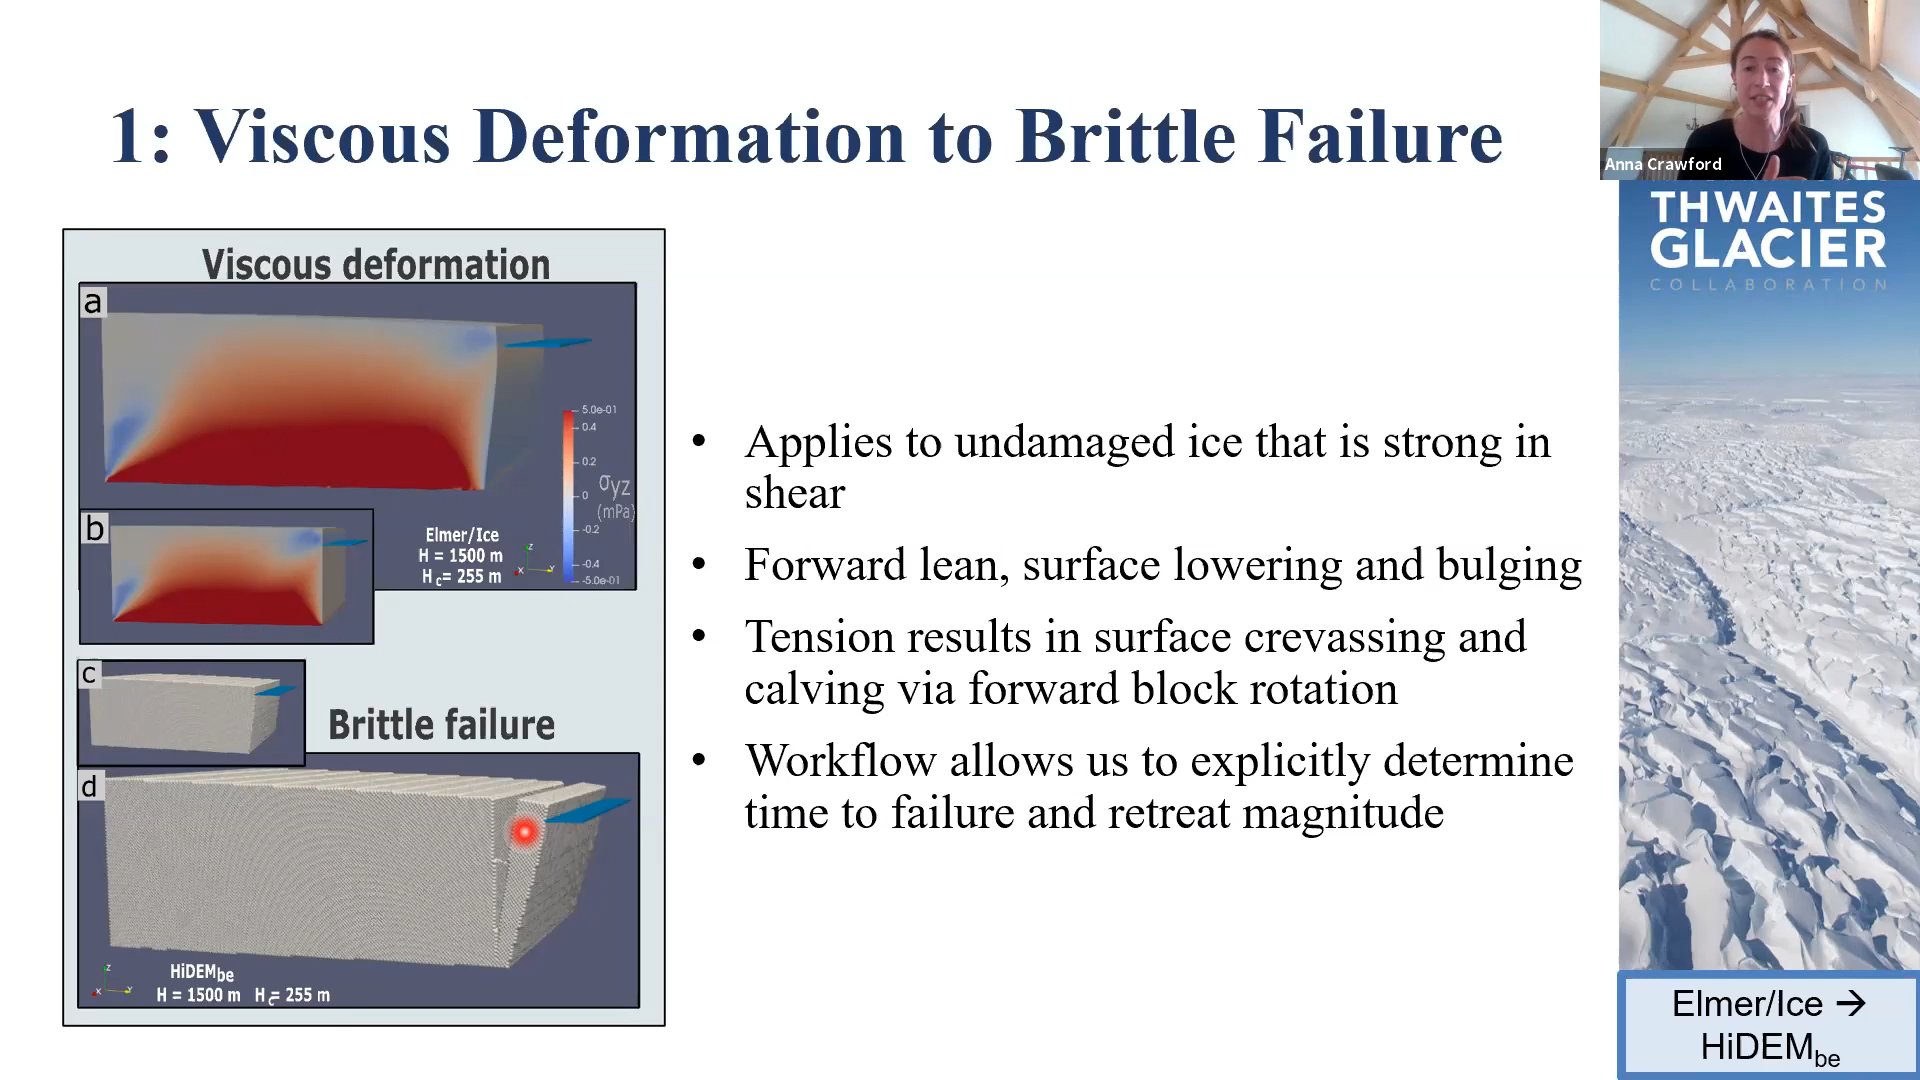 1: Viscous Deformation to Brittle Failure
Anna Crawford
THWAITES
GLACIER
COLLABORATION
Viscous deformation
a
5.0e-01
0.4
0.2
0
-0.2
-0.4
-5.0e-01
σyz
(mPa)
Elmer/Ice
H = 1500 m
Hc= 255 m
z
x
Y
b
c
Brittle failure
d
z
x
Y
HiDEMbe
H = 1500 m Hc= 255 m
• Applies to undamaged ice that is strong in
shear
• Forward lean, surface lowering and bulging
• Tension results in surface crevassing and
calving via forward block rotation
• Workflow allows us to explicitly determine
time to failure and retreat magnitude
Elmer/Ice →
HiDEMbe